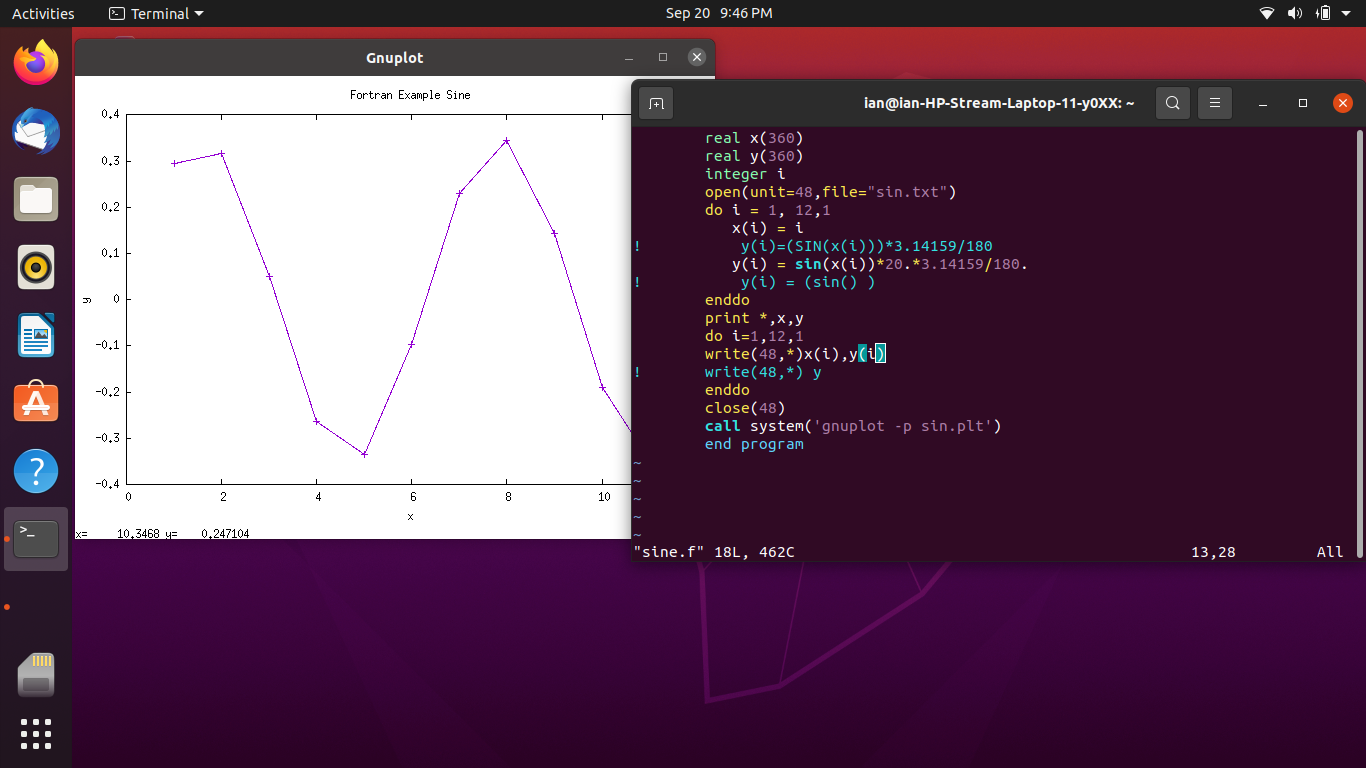 Activities Terminal Sep 20 9:46 PM
Gnuplot
Fortran Example Sine
0.4
0.3
0.2
0.1
0
-0.1
-0.2
-0.3
-0.4
y
0 2 4 6 8 10
x
x= 10.3468 y= 0.247104
ian@ian-HP-Stream-Laptop-11-y0XX: ~
real x(360)
real y(360)
integer i
open(unit=48,file="sin.txt")
do i = 1, 12,1
x(i) = i
! y(i)=(SIN(x(i)))*3.14159/180
y(i) = sin(x(i))*20.*3.14159/180.
! y(i) = (sin() )
enddo
print *,x,y
do i=1,12,1
write(48,*)x(i),y(i)
! write(48,*) y
enddo
close(48)
call system('gnuplot -p sin.plt')
end program
~
~
~
~
~
"sine.f" 18L, 462C 13,28 All